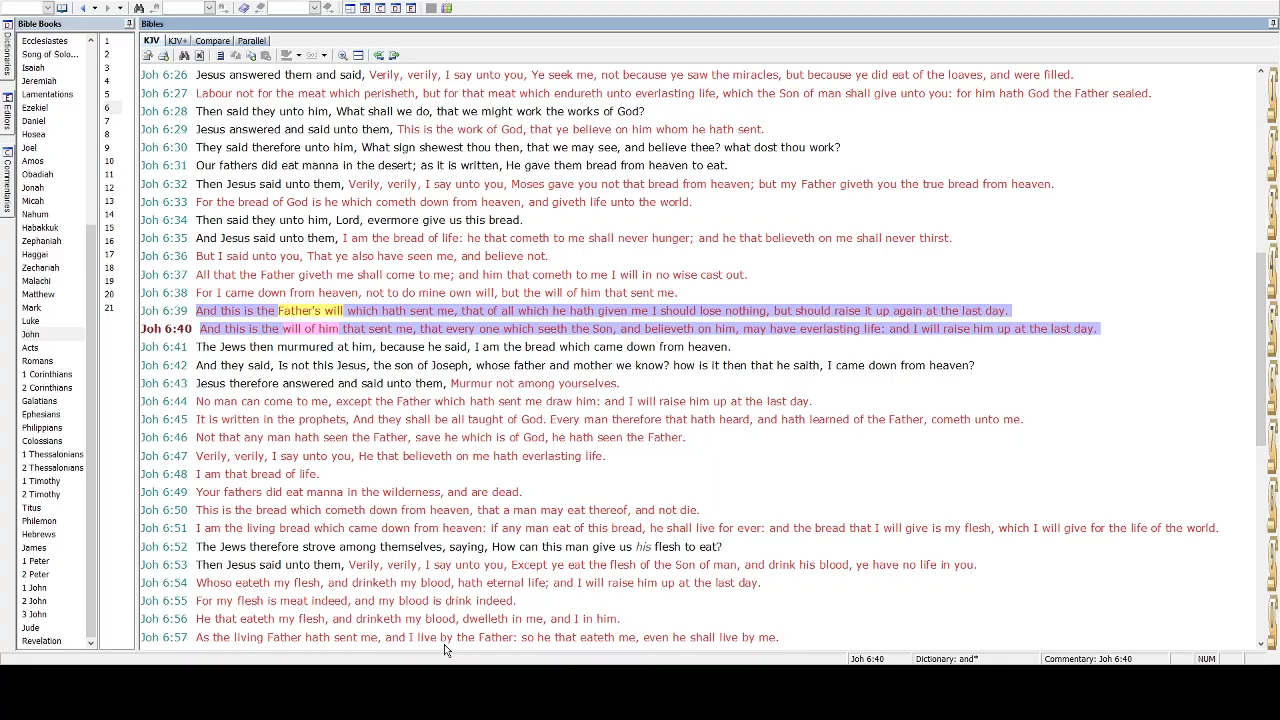 Bible Books
Bibles
KJV KJV+ Compare Parallel
Dictionaries
Editors
Commentaries
Ecclesiastes
Song of Solo...
Isaiah
Jeremiah
Lamentations
Ezekiel
Daniel
Hosea
Joel
Amos
Obadiah
Jonah
Micah
Nahum
Habakkuk
Zephaniah
Haggai
Zechariah
Malachi
Matthew
Mark
Luke
John
Acts
Romans
1 Corinthians
2 Corinthians
Galatians
Ephesians
Philippians
Colossians
1 Thessalonians
2 Thessalonians
1 Timothy
2 Timothy
Titus
Philemon
Hebrews
James
1 Peter
2 Peter
1 John
2 John
3 John
Jude
Revelation
1
2
3
4
5
6
7
8
9
10
11
12
13
14
15
16
17
18
19
20
21
Joh 6:26 Jesus answered them and said, Verily, verily, I say unto you, Ye seek me, not because ye saw the miracles, but because ye did eat of the loaves, and were filled.
Joh 6:27 Labour not for the meat which perisheth, but for that meat which endureth unto everlasting life, which the Son of man shall give unto you: for him hath God the Father sealed.
Joh 6:28 Then said they unto him, What shall we do, that we might work the works of God?
Joh 6:29 Jesus answered and said unto them, This is the work of God, that ye believe on him whom he hath sent.
Joh 6:30 They said therefore unto him, What sign shewest thou then, that we may see, and believe thee? what dost thou work?
Joh 6:31 Our fathers did eat manna in the desert; as it is written, He gave them bread from heaven to eat.
Joh 6:32 Then Jesus said unto them, Verily, verily, I say unto you, Moses gave you not that bread from heaven; but my Father giveth you the true bread from heaven.
Joh 6:33 For the bread of God is he which cometh down from heaven, and giveth life unto the world.
Joh 6:34 Then said they unto him, Lord, evermore give us this bread.
Joh 6:35 And Jesus said unto them, I am the bread of life: he that cometh to me shall never hunger; and he that believeth on me shall never thirst.
Joh 6:36 But I said unto you, That ye also have seen me, and believe not.
Joh 6:37 All that the Father giveth me shall come to me; and him that cometh to me I will in no wise cast out.
Joh 6:38 For I came down from heaven, not to do mine own will, but the will of him that sent me.
Joh 6:39 And this is the Father's will which hath sent me, that of all which he hath given me I should lose nothing, but should raise it up again at the last day.
Joh 6:40 And this is the will of him that sent me, that every one which seeth the Son, and believeth on him, may have everlasting life: and I will raise him up at the last day.
Joh 6:41 The Jews then murmured at him, because he said, I am the bread which came down from heaven.
Joh 6:42 And they said, Is not this Jesus, the son of Joseph, whose father and mother we know? how is it then that he saith, I came down from heaven?
Joh 6:43 Jesus therefore answered and said unto them, Murmur not among yourselves.
Joh 6:44 No man can come to me, except the Father which hath sent me draw him: and I will raise him up at the last day.
Joh 6:45 It is written in the prophets, And they shall be all taught of God. Every man therefore that hath heard, and hath learned of the Father, cometh unto me.
Joh 6:46 Not that any man hath seen the Father, save he which is of God, he hath seen the Father.
Joh 6:47 Verily, verily, I say unto you, He that believeth on me hath everlasting life.
Joh 6:48 I am that bread of life.
Joh 6:49 Your fathers did eat manna in the wilderness, and are dead.
Joh 6:50 This is the bread which cometh down from heaven, that a man may eat thereof, and not die.
Joh 6:51 I am the living bread which came down from heaven: if any man eat of this bread, he shall live for ever: and the bread that I will give is my flesh, which I will give for the life of the world.
Joh 6:52 The Jews therefore strove among themselves, saying, How can this man give us his flesh to eat?
Joh 6:53 Then Jesus said unto them, Verily, verily, I say unto you, Except ye eat the flesh of the Son of man, and drink his blood, ye have no life in you.
Joh 6:54 Whoso eateth my flesh, and drinketh my blood, hath eternal life; and I will raise him up at the last day.
Joh 6:55 For my flesh is meat indeed, and my blood is drink indeed.
Joh 6:56 He that eateth my flesh, and drinketh my blood, dwelleth in me, and I in him.
Joh 6:57 As the living Father hath sent me, and I live by the Father: so he that eateth me, even he shall live by me.
Joh 6:40 Dictionary: and* Commentary: Joh 6:40 NUM